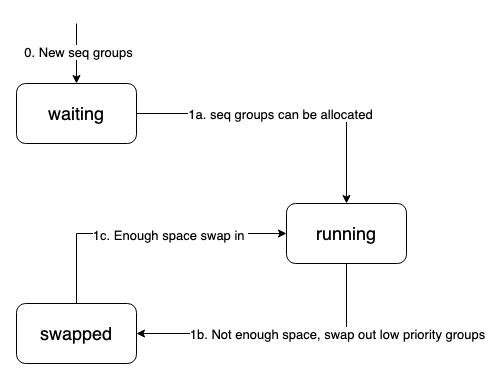 0. New seq groups
waiting
1a. seq groups can be allocated
running
1c. Enough space swap in
swapped
1b. Not enough space, swap out low priority groups